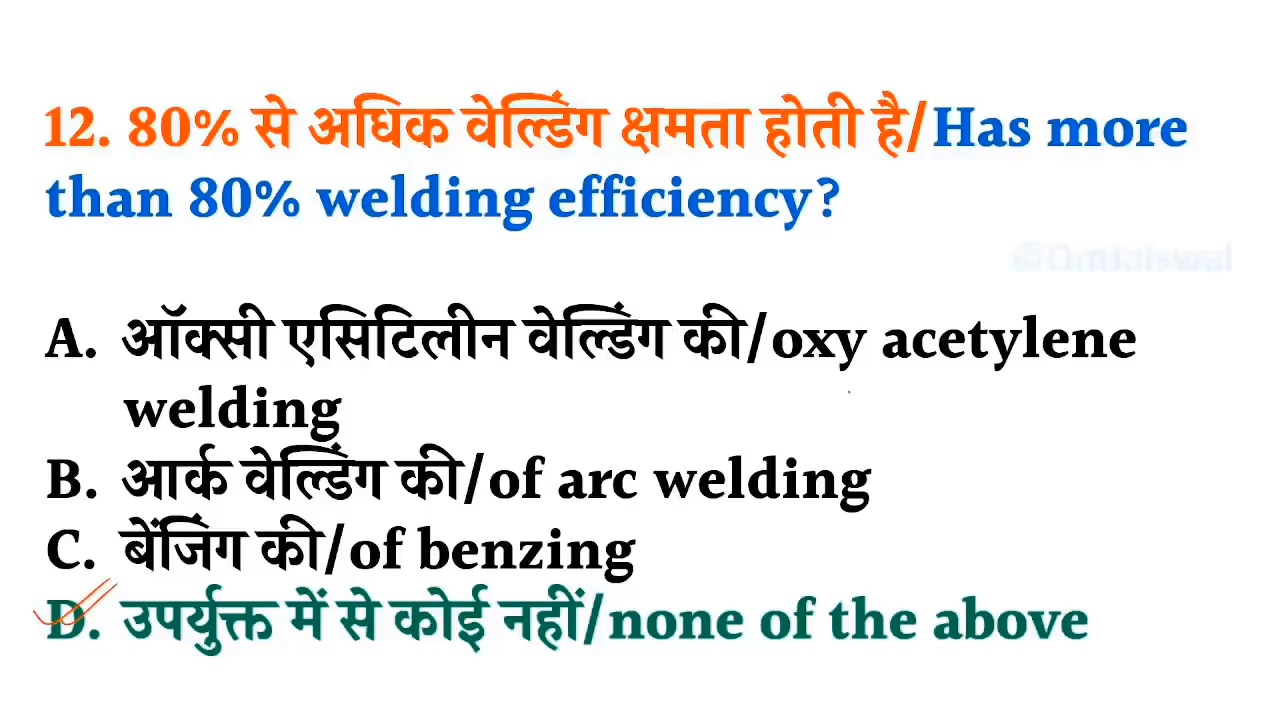 12. 80% से अधिक वेल्डिंग क्षमता होती है/Has more
than 80% welding efficiency?
A. ऑक्सी एसिटिलीन वेल्डिंग की/oxy acetylene
welding
B. आर्क वेल्डिंग की/of arc welding
C. बेंजिंग की/of benzing
D. उपर्युक्त में से कोई नहीं/none of the above